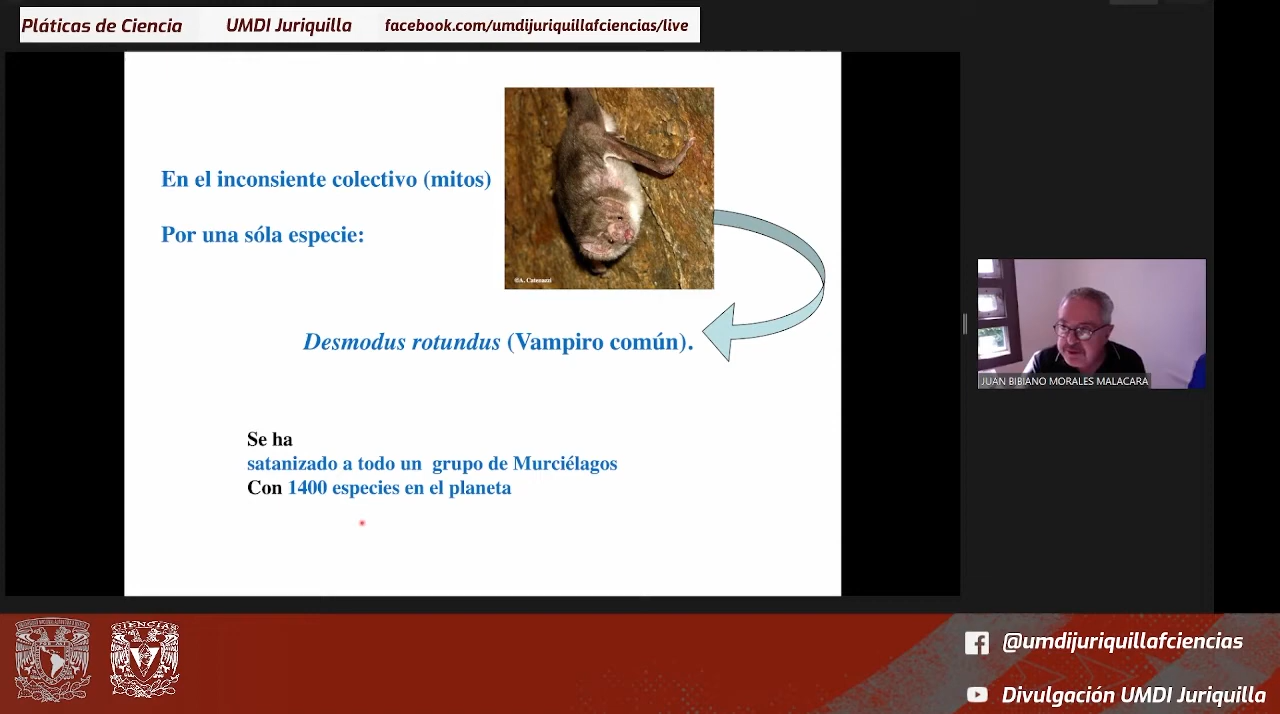 Pláticas de Ciencia UMDI Juriquilla facebook.com/umdijuriquillafciencias/live
En el inconsiente colectivo (mitos)
Por una sóla especie:
©A. Catenazzi
Desmodus rotundus (Vampiro común).
Se ha
satanizado a todo un grupo de Murciélagos
Con 1400 especies en el planeta
JUAN BIBIANO MORALES MALACARA
CIENCIAS
@umdijuriquillafciencias
Divulgación UMDI Juriquilla